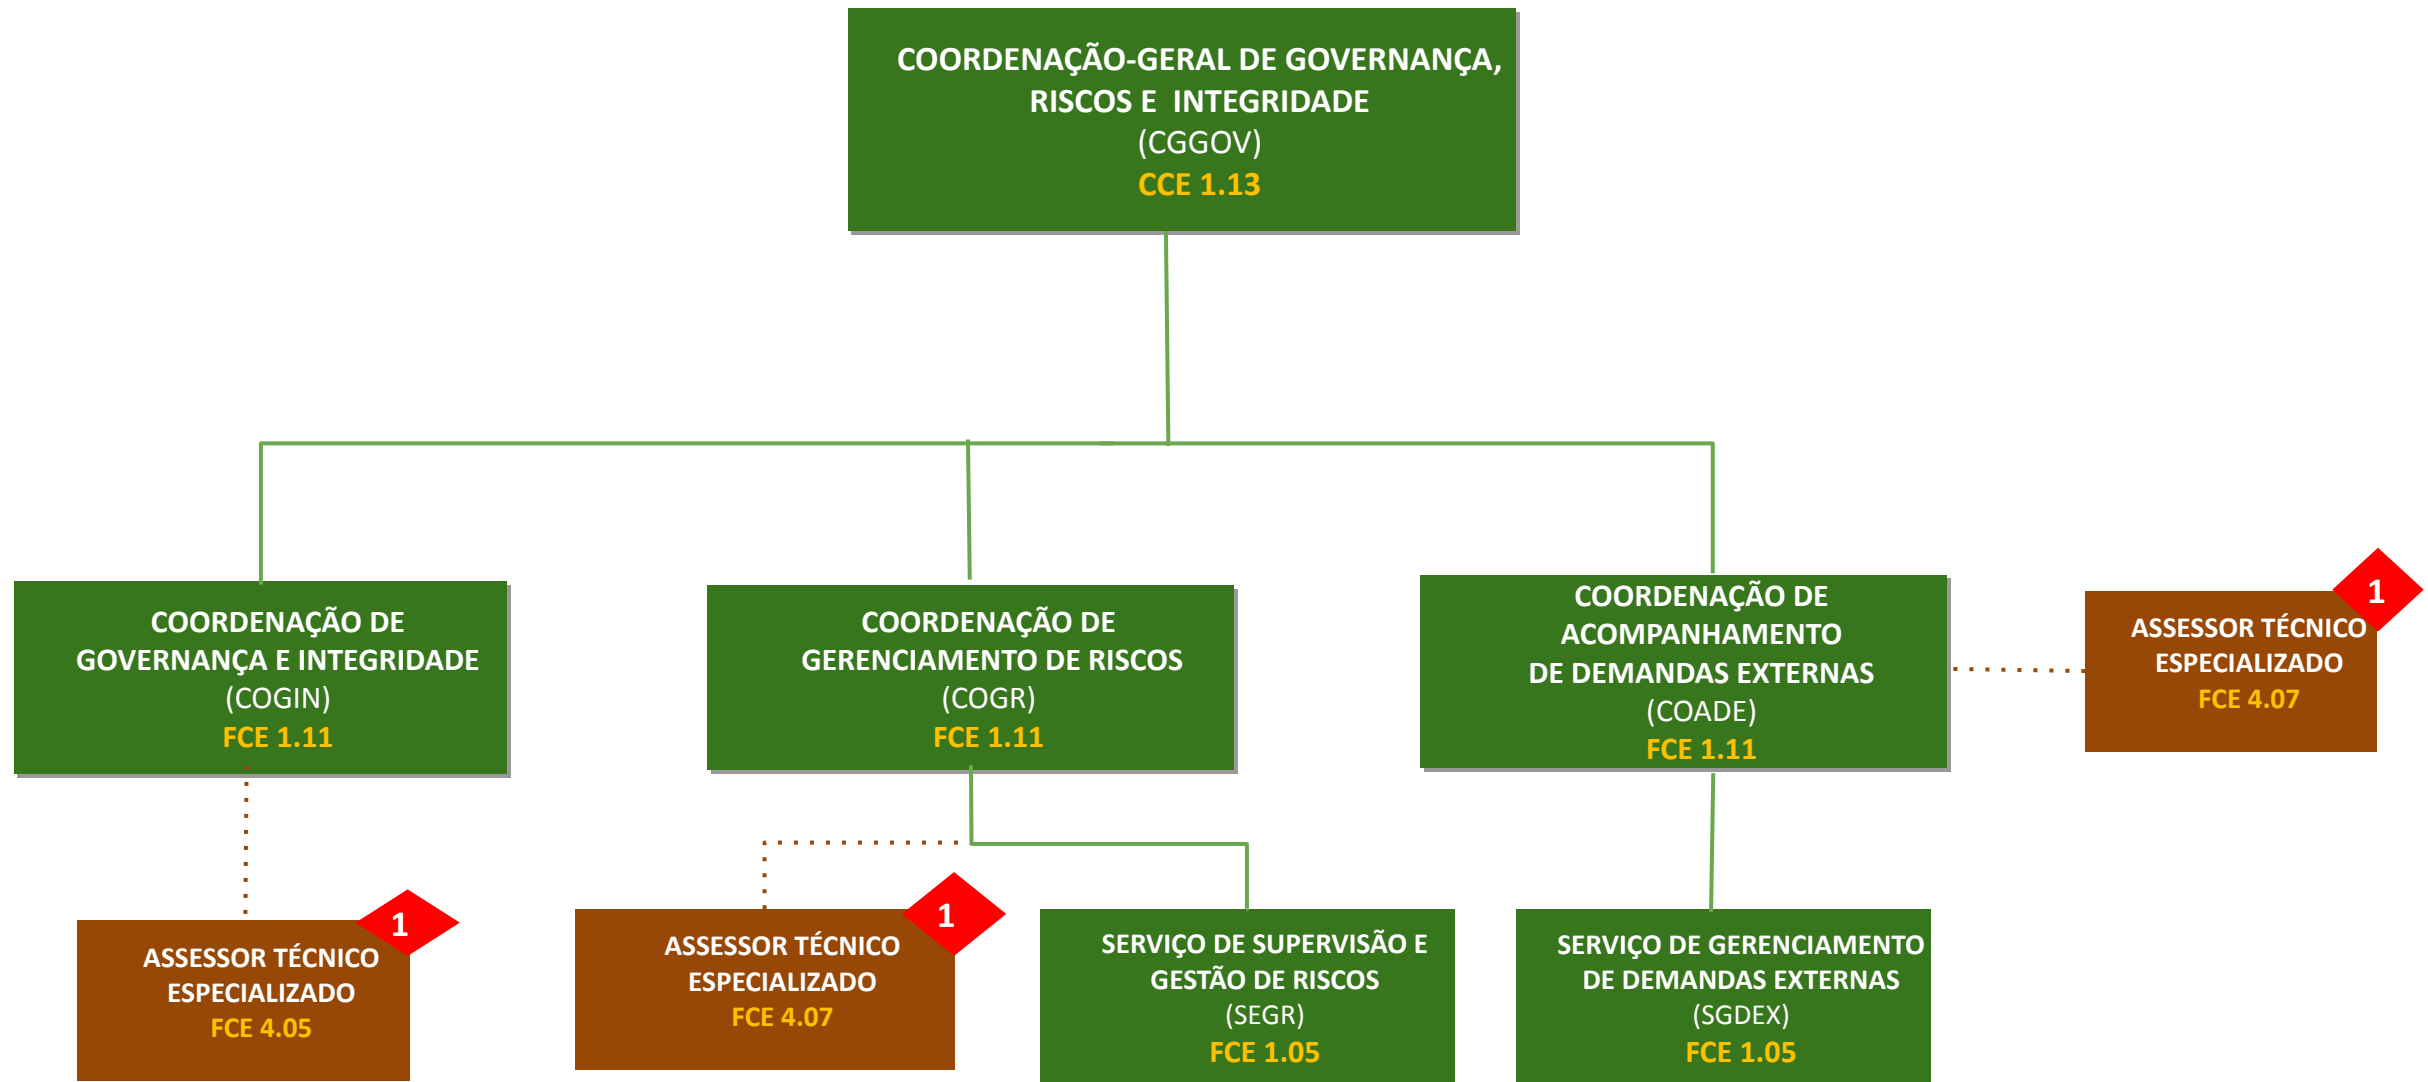 COORDENAÇÃO-GERAL DE GOVERNANÇA,
RISCOS E INTEGRIDADE
(CGGOV)
CCE 1.13
COORDENAÇÃO DE
GOVERNANÇA E INTEGRIDADE
(COGIN)
FCE 1.11
COORDENAÇÃO DE
GERENCIAMENTO DE RISCOS
(COGR)
FCE 1.11
COORDENAÇÃO DE
ACOMPANHAMENTO
DE DEMANDAS EXTERNAS
(COADE)
FCE 1.11
1
ASSESSOR TÉCNICO
ESPECIALIZADO
FCE 4.07
1
ASSESSOR TÉCNICO
ESPECIALIZADO
FCE 4.05
1
ASSESSOR TÉCNICO
ESPECIALIZADO
FCE 4.07
SERVIÇO DE SUPERVISÃO E
GESTÃO DE RISCOS
(SEGR)
FCE 1.05
SERVIÇO DE GERENCIAMENTO
DE DEMANDAS EXTERNAS
(SGDEX)
FCE 1.05